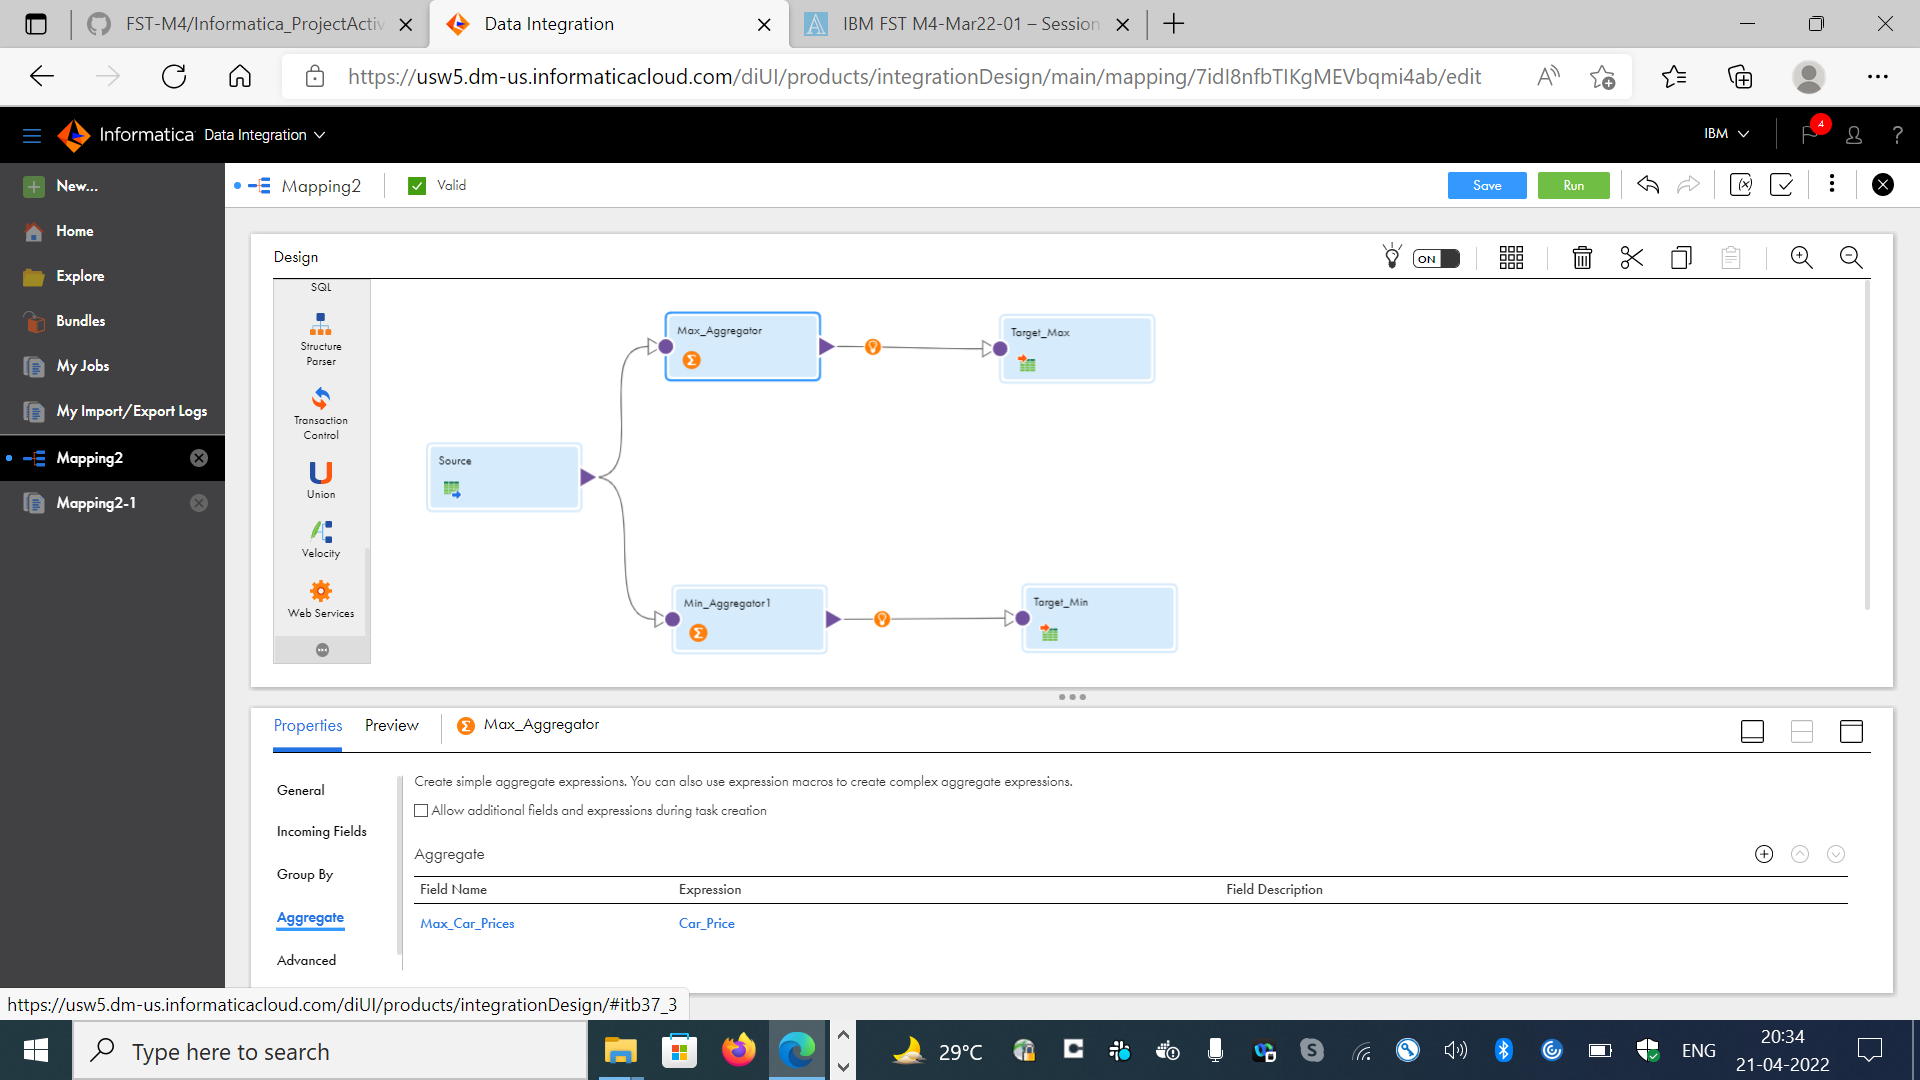 FST-M4/Informatica_ProjectActiv
Data Integration
IBM FST M4-Mar22-01 – Session
https://usw5.dm-us.informaticacloud.com/diUI/products/integrationDesign/main/mapping/7idI8nfbTIKgMEVbqmi4ab/edit
Informatica Data Integration
IBM
4
?
New...
Home
Explore
Bundles
My Jobs
My Import/Export Logs
Mapping2
Mapping2-1
Mapping2
Valid
Save
Run
Design
ON
SQL
Structure
Parser
Transaction
Control
Union
Velocity
Web Services
Max_Aggregator
Target_Max
Source
Min_Aggregator1
Target_Min
Properties
Preview
Max_Aggregator
General
Incoming Fields
Group By
Aggregate
Advanced
Create simple aggregate expressions. You can also use expression macros to create complex aggregate expressions.
Allow additional fields and expressions during task creation
Aggregate
Field Name Expression Field Description
Max_Car_Prices Car_Price
https://usw5.dm-us.informaticacloud.com/diUI/products/integrationDesign/#itb37_3
Type here to search
29°C
ENG
20:34
21-04-2022